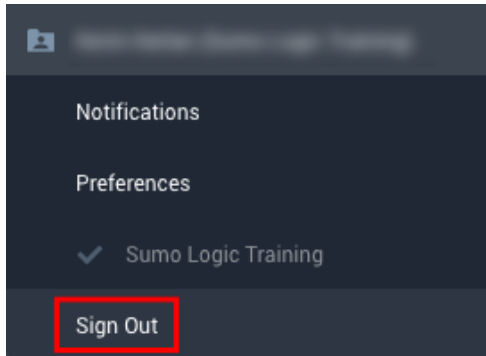 Notifications
Preferences
Sumo Logic Training
Sign Out